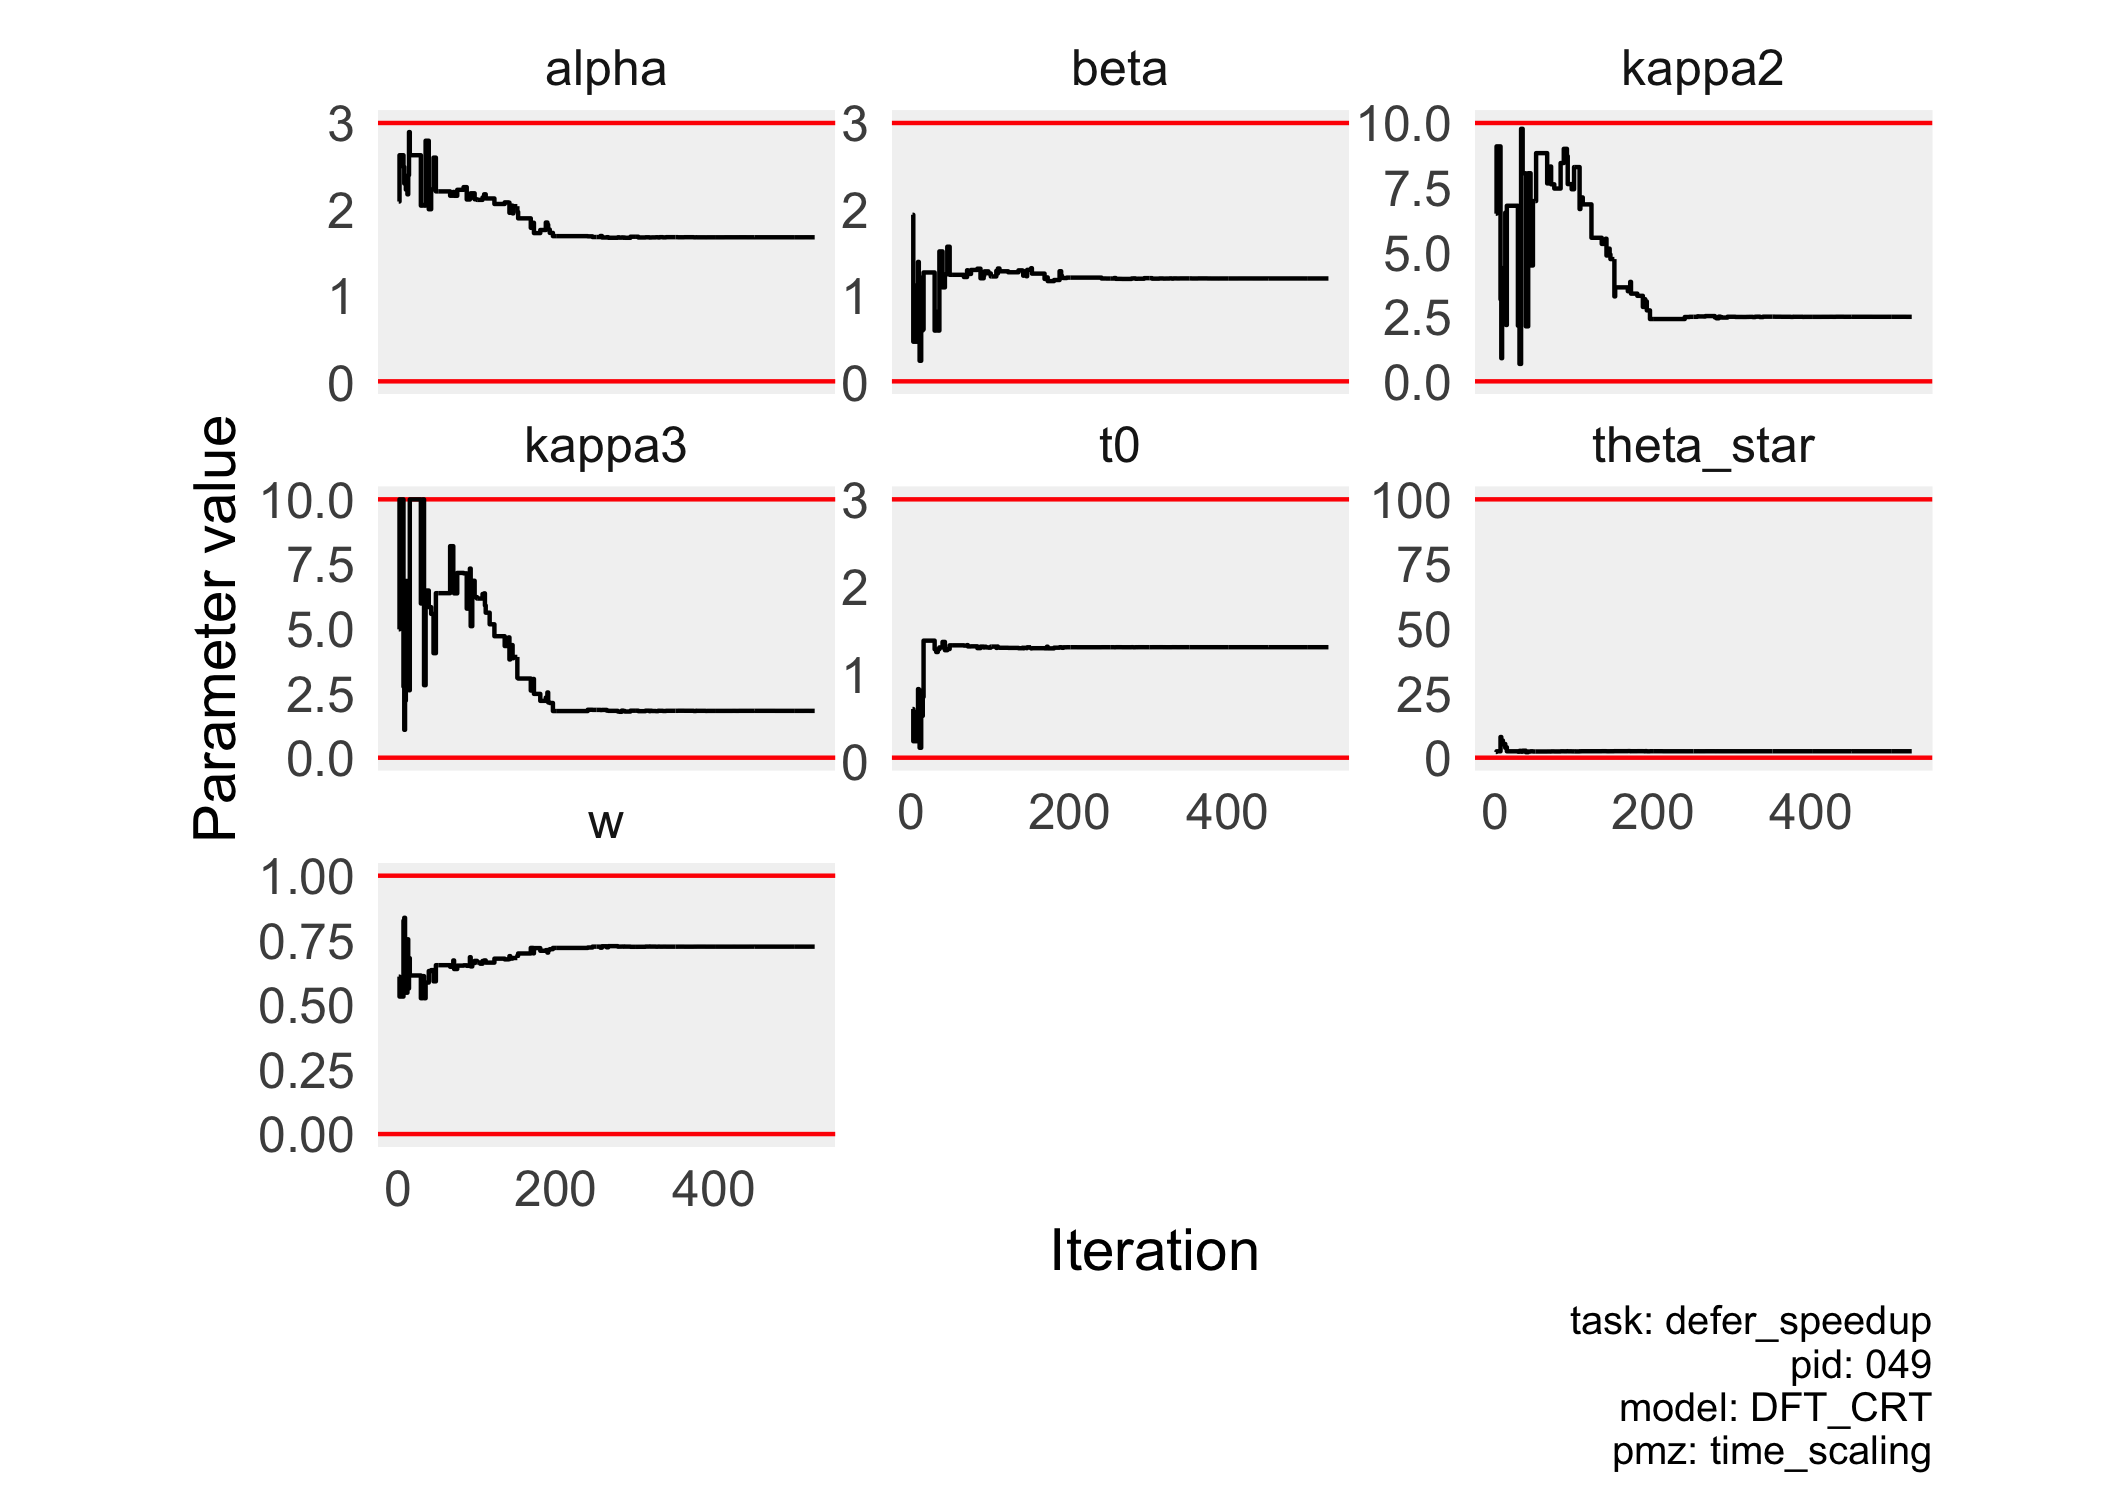 alpha
beta
kappa2
3
2
1
0
3
2
1
0
10.0
7.5
5.0
2.5
0.0
kappa3
t0
theta_star
10.0
7.5
5.0
2.5
0.0
3
2
1
0
100
75
50
25
0
0 200 400
0 200 400
w
1.00
0.75
0.50
0.25
0.00
0 200 400
Parameter value
Iteration
task: defer_speedup
pid: 049
model: DFT_CRT
pmz: time_scaling